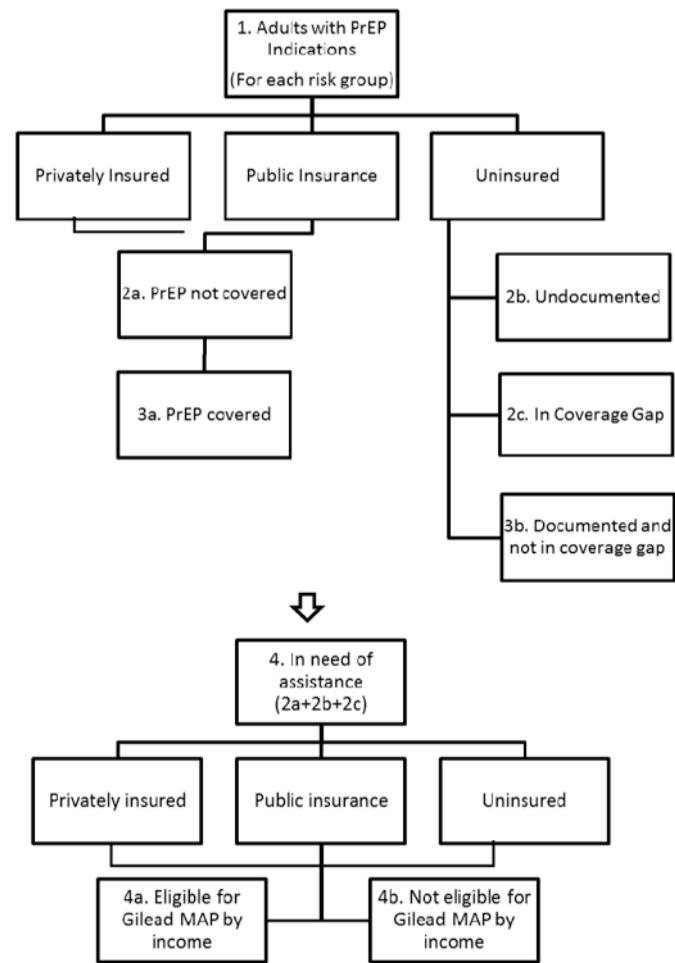 1. Adults with PrEP
Indications
(For each risk group)
Privately Insured
Public Insurance
Uninsured
2a. PrEP not covered
2b. Undocumented
3a. PrEP covered
2c. In Coverage Gap
3b. Documented and
not in coverage gap
4. In need of
assistance
(2a+2b+2c)
Privately insured
Public insurance
Uninsured
4a. Eligible for
Gilead MAP by
income
4b. Not eligible for
Gilead MAP by
income